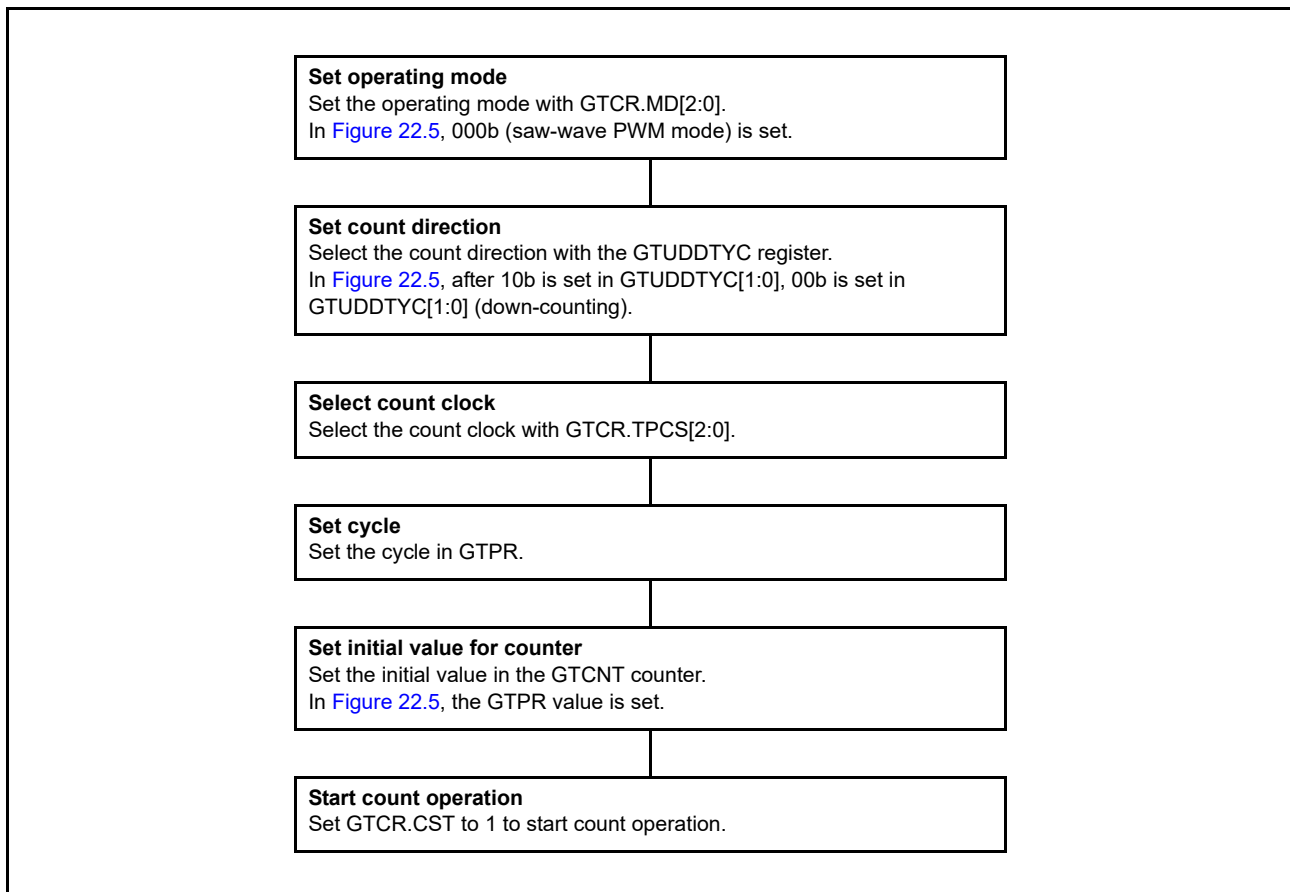 Set operating mode
Set the operating mode with GTCR.MD[2:0].
In Figure 22.5, 000b (saw-wave PWM mode) is set.
Set count direction
Select the count direction with the GTUDDTYC register.
In Figure 22.5, after 10b is set in GTUDDTYC[1:0], 00b is set in
GTUDDTYC[1:0] (down-counting).
Select count clock
Select the count clock with GTCR.TPCS[2:0].
Set cycle
Set the cycle in GTPR.
Set initial value for counter
Set the initial value in the GTCNT counter.
In Figure 22.5, the GTPR value is set.
Start count operation
Set GTCR.CST to 1 to start count operation.